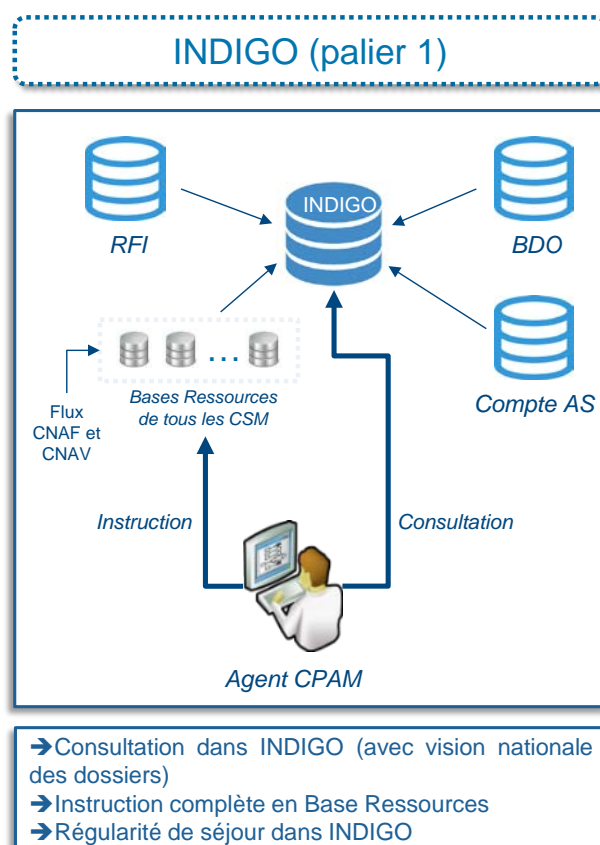 INDIGO (palier 1)
INDIGO
RFI
BDO
...
Bases Ressources
de tous les CSM
Compte AS
Flux
CNAF et
CNAV
Instruction
Consultation
Agent CPAM
➔Consultation dans INDIGO (avec vision nationale
des dossiers)
➔Instruction complète en Base Ressources
➔Régularité de séjour dans INDIGO